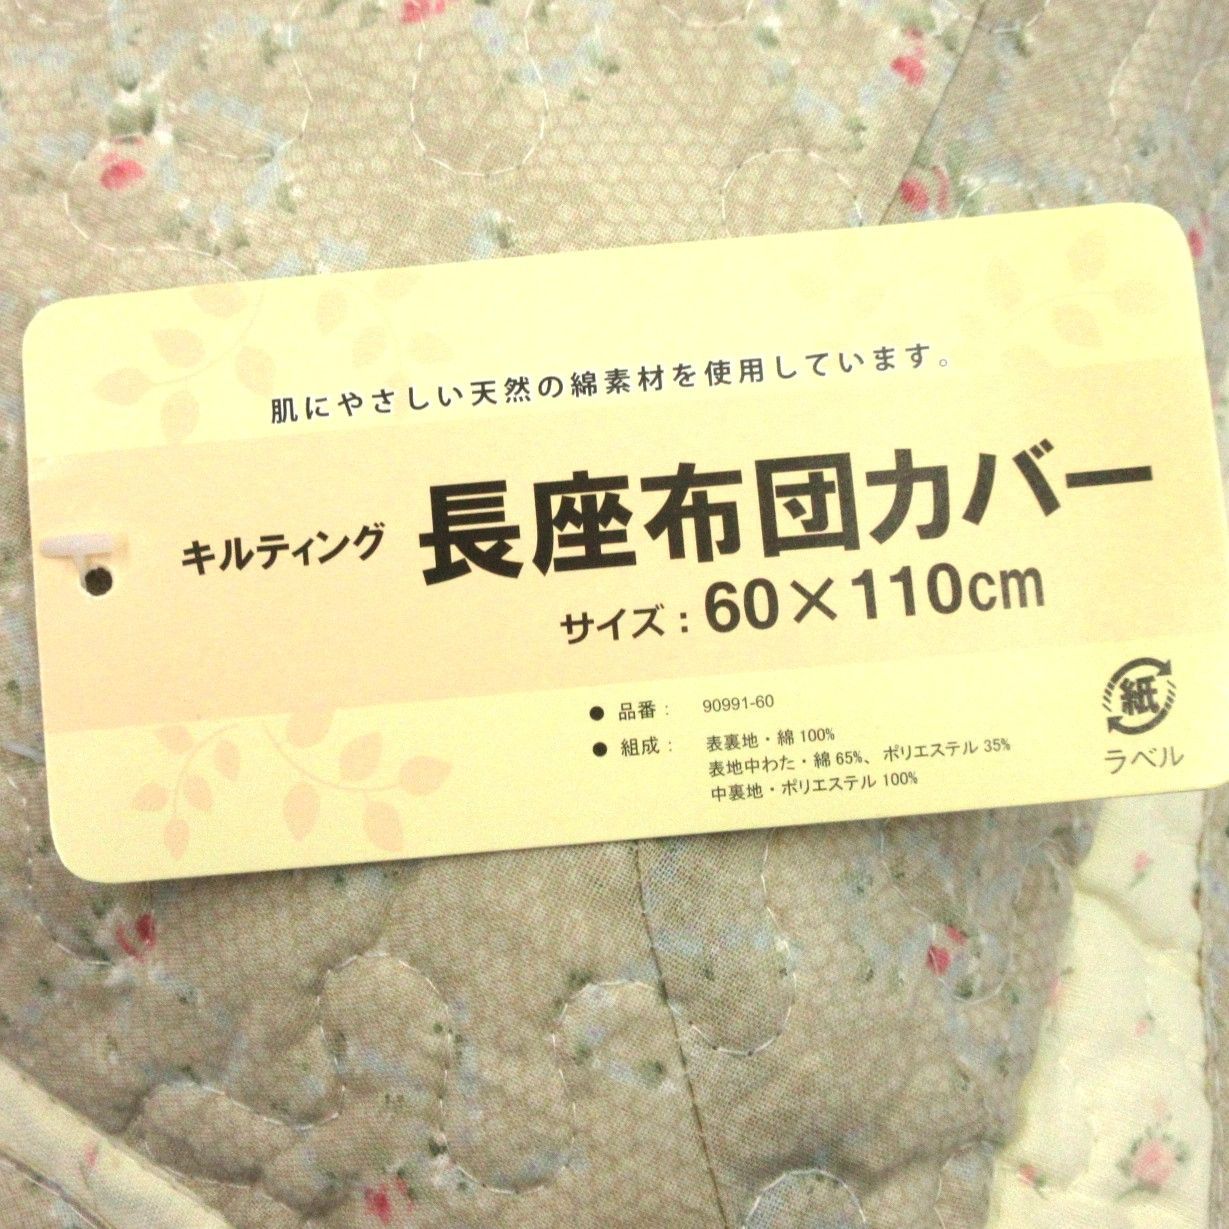 肌にやさしい天然の綿素材を使用しています。
キルティング 長座布団カバー
サイズ:60×110cm
● 品番: 90991-60
● 組成: 表裏地・綿 100%
表地中わた・綿 65%、ポリエステル 35%
中裏地・ポリエステル 100%
紙
ラベル